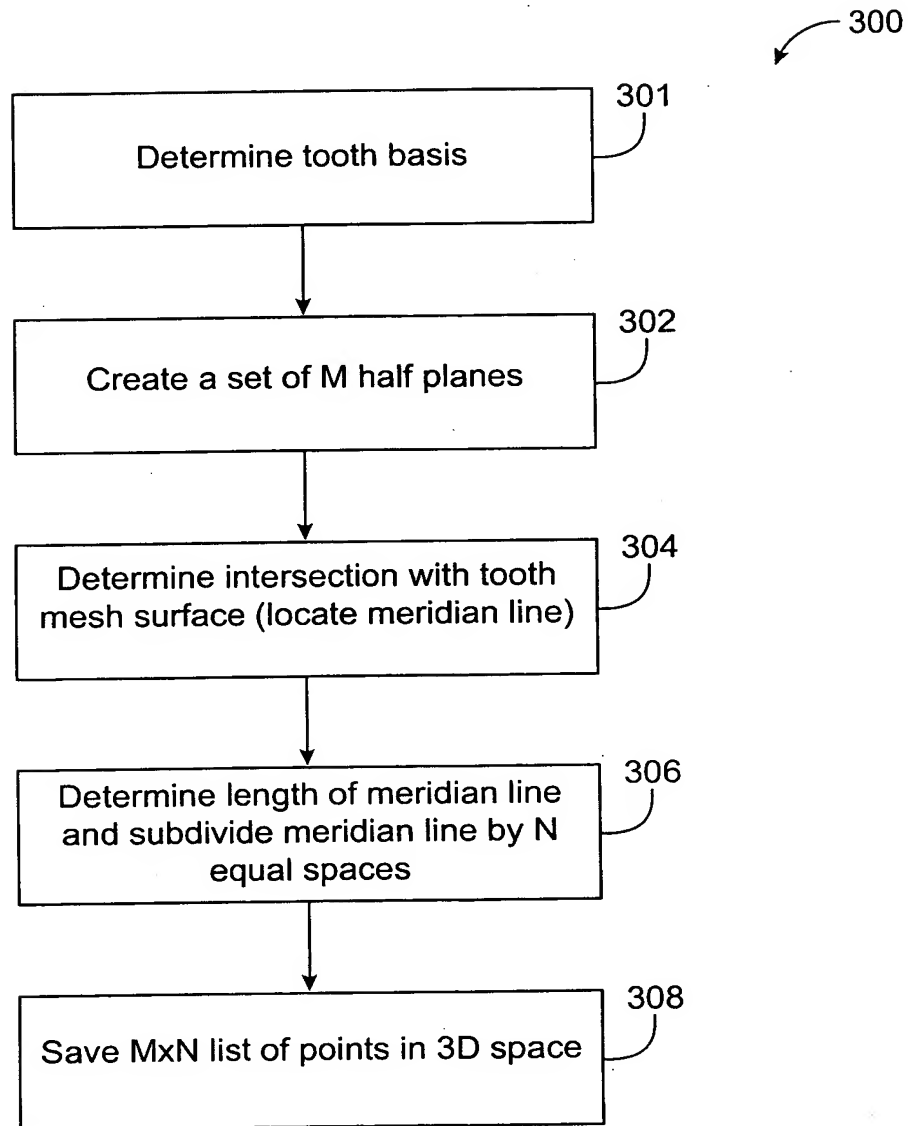 300
301
Determine tooth basis
302
Create a set of M half planes
304
Determine intersection with tooth
mesh surface (locate meridian line)
306
Determine length of meridian line
and subdivide meridian line by N
equal spaces
308
Save MxN list of points in 3D space